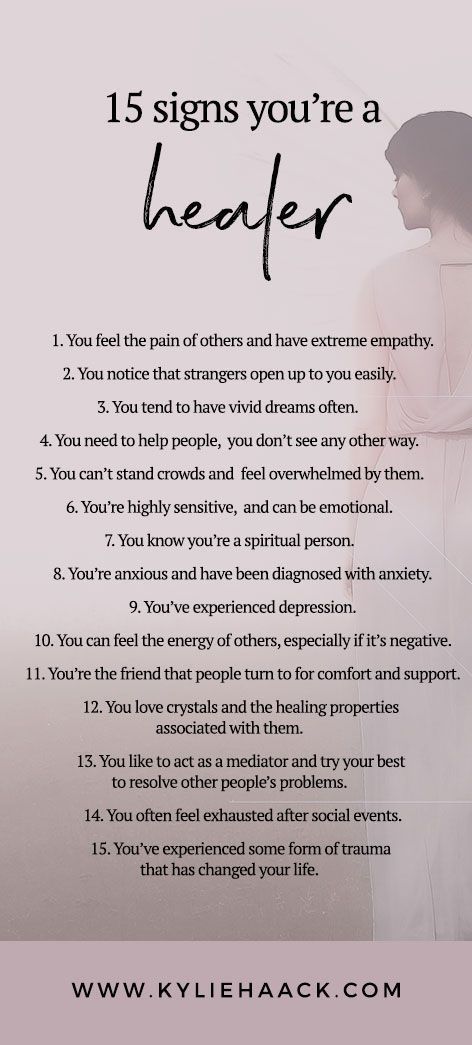 15 signs you're a
healer
1. You feel the pain of others and have extreme empathy.
2. You notice that strangers open up to you easily.
3. You tend to have vivid dreams often.
4. You need to help people, you don't see any other way.
5. You can't stand crowds and feel overwhelmed by them.
6. You're highly sensitive, and can be emotional.
7. You know you're a spiritual person.
8. You're anxious and have been diagnosed with anxiety.
9. You've experienced depression.
10. You can feel the energy of others, especially if it's negative.
11. You're the friend that people turn to for comfort and support.
12. You love crystals and the healing properties
associated with them.
13. You like to act as a mediator and try your best
to resolve other people's problems.
14. You often feel exhausted after social events.
15. You've experienced some form of trauma
that has changed your life.
WWW.KYLIEHAACK.COM